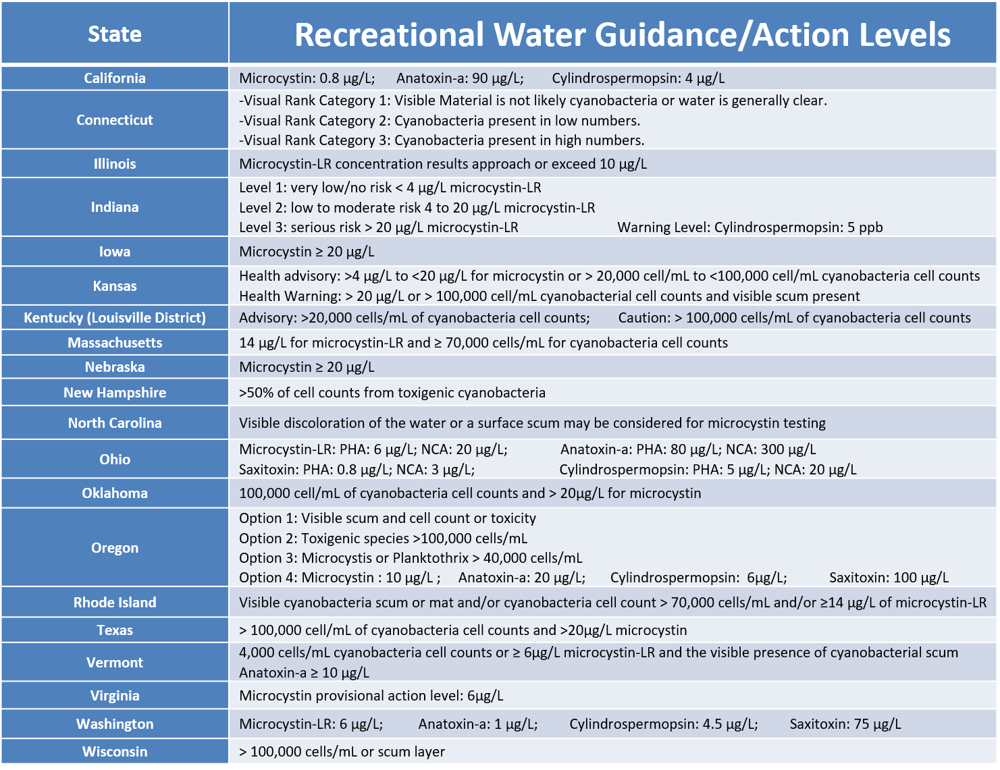 State Recreational Water Guidance/Action Levels
California Microcystin: 0.8 µg/L; Anatoxin-a: 90 µg/L; Cylindrospermopsin: 4 µg/L
Connecticut
-Visual Rank Category 1: Visible Material is not likely cyanobacteria or water is generally clear.
-Visual Rank Category 2: Cyanobacteria present in low numbers.
-Visual Rank Category 3: Cyanobacteria present in high numbers.
Illinois Microcystin-LR concentration results approach or exceed 10 µg/L
Indiana
Level 1: very low/no risk < 4 µg/L microcystin-LR
Level 2: low to moderate risk 4 to 20 µg/L microcystin-LR
Level 3: serious risk > 20 µg/L microcystin-LR Warning Level: Cylindrospermopsin: 5 ppb
Iowa Microcystin ≥ 20 µg/L
Kansas
Health advisory: >4 µg/L to <20 µg/L for microcystin or > 20,000 cell/mL to <100,000 cell/mL cyanobacteria cell counts
Health Warning: > 20 µg/L or > 100,000 cell/mL cyanobacterial cell counts and visible scum present
Kentucky (Louisville District) Advisory: >20,000 cells/mL of cyanobacteria cell counts; Caution: > 100,000 cells/mL of cyanobacteria cell counts
Massachusetts 14 µg/L for microcystin-LR and ≥ 70,000 cells/mL for cyanobacteria cell counts
Nebraska Microcystin ≥ 20 µg/L
New Hampshire >50% of cell counts from toxigenic cyanobacteria
North Carolina Visible discoloration of the water or a surface scum may be considered for microcystin testing
Ohio
Microcystin-LR: PHA: 6 µg/L; NCA: 20 µg/L; Anatoxin-a: PHA: 80 µg/L; NCA: 300 µg/L
Saxitoxin: PHA: 0.8 µg/L; NCA: 3 µg/L; Cylindrospermopsin: PHA: 5 µg/L; NCA: 20 µg/L
Oklahoma 100,000 cell/mL of cyanobacteria cell counts and > 20µg/L for microcystin
Oregon
Option 1: Visible scum and cell count or toxicity
Option 2: Toxigenic species >100,000 cells/mL
Option 3: Microcystis or Planktothrix > 40,000 cells/mL
Option 4: Microcystin : 10 µg/L ; Anatoxin-a: 20 µg/L; Cylindrospermopsin: 6µg/L; Saxitoxin: 100 µg/L
Rhode Island Visible cyanobacteria scum or mat and/or cyanobacteria cell count > 70,000 cells/mL and/or ≥14 µg/L of microcystin-LR
Texas > 100,000 cell/mL of cyanobacteria cell counts and >20µg/L microcystin
Vermont
4,000 cells/mL cyanobacteria cell counts or ≥ 6µg/L microcystin-LR and the visible presence of cyanobacterial scum
Anatoxin-a ≥ 10 µg/L
Virginia Microcystin provisional action level: 6µg/L
Washington Microcystin-LR: 6 µg/L; Anatoxin-a: 1 µg/L; Cylindrospermopsin: 4.5 µg/L; Saxitoxin: 75 µg/L
Wisconsin > 100,000 cells/mL or scum layer